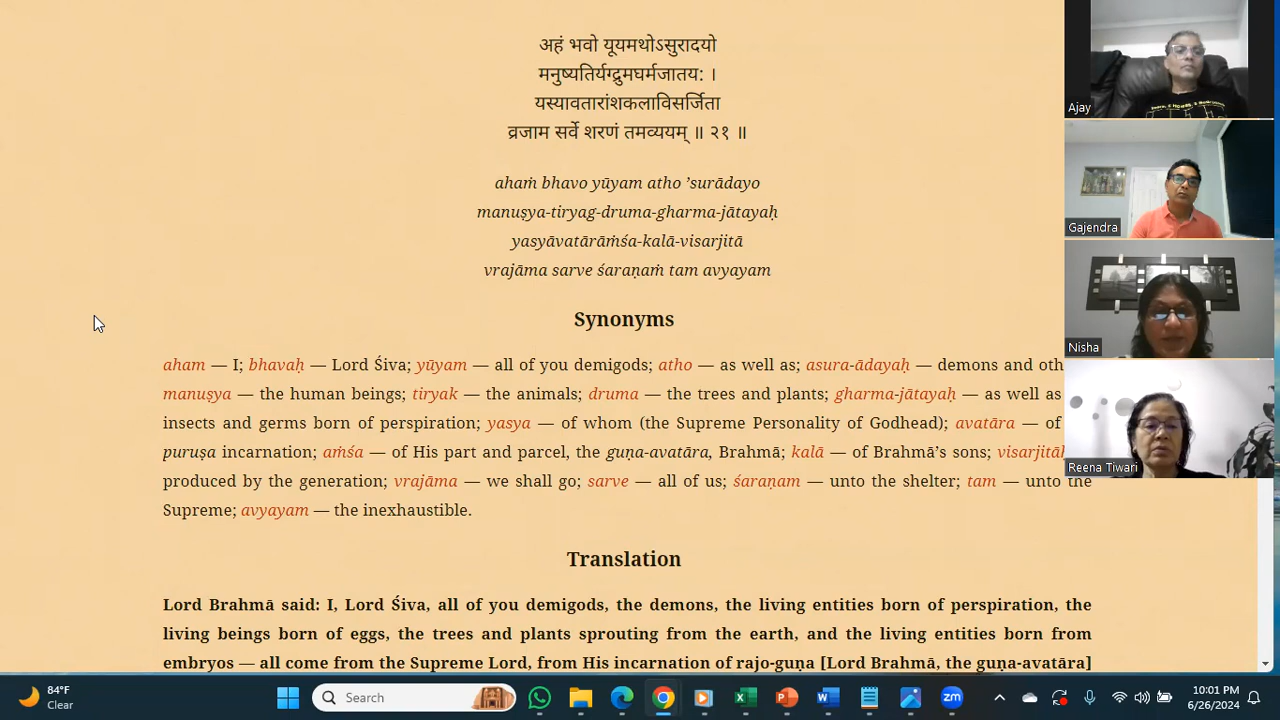 अहं भवो यूयमथोऽसुरादयो
मनुष्यतिर्यग्द्रुमघर्मजातय: ।
यस्यावतारांशकलाविसर्जिता
व्रजाम सर्वे शरणं तमव्ययम् ॥ २१ ॥
ahaṁ bhavo yūyam atho ’surādayo
manuṣya-tiryag-druma-gharma-jātayaḥ
yasyāvatārāṁśa-kalā-visarjitā
vrajāma sarve śaraṇaṁ tam avyayam
Synonyms
aham — I; bhavaḥ — Lord Śiva; yūyam — all of you demigods; atho — as well as; asura-ādayaḥ — demons and
manuṣya — the human beings; tiryak — the animals; druma — the trees and plants; gharma-jātayaḥ — as well as
insects and germs born of perspiration; yasya — of whom (the Supreme Personality of Godhead); avatāra — of
puruṣa incarnation; aṁśa — of His part and parcel, the guṇa-avatāra, Brahmā; kalā — of Brahmā’s sons;
produced by the generation; vrajāma — we shall go; sarve — all of us; śaraṇam — unto the shelter; tam — unto the
Supreme; avyayam — the inexhaustible.
Translation
Lord Brahmā said: I, Lord Śiva, all of you demigods, the demons, the living entities born of perspiration, the
living beings born of eggs, the trees and plants sprouting from the earth, and the living entities born from
embryos — all come from the Supreme Lord, from His incarnation of rajo-guṇa [Lord Brahmā, the guṇa-avatāra]
Ajay
Gajendra
Nisha
Reena Tiwari
84°F
Clear
Search
zm
10:01 PM
6/26/2024